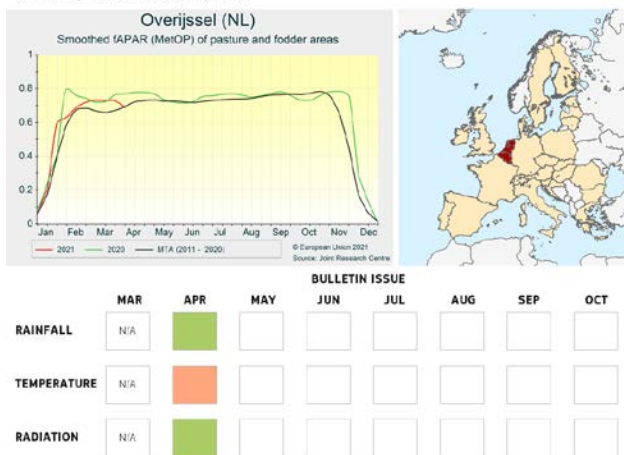 Overijssel (NL)
Smoothed fAPAR (MetOP) of pasture and fodder areas
1
0.8
0.6
0.4
0.2
0
Jan Feb Mar Apr May Jun Jul Aug Sep Oct Nov Dec
2021 2020 MTA (2011 - 2020)
© European Union 2021
Source: Joint Research Centre
BULLETIN ISSUE
MAR APR MAY JUN JUL AUG SEP OCT
RAINFALL N/A
TEMPERATURE N/A
RADIATION N/A